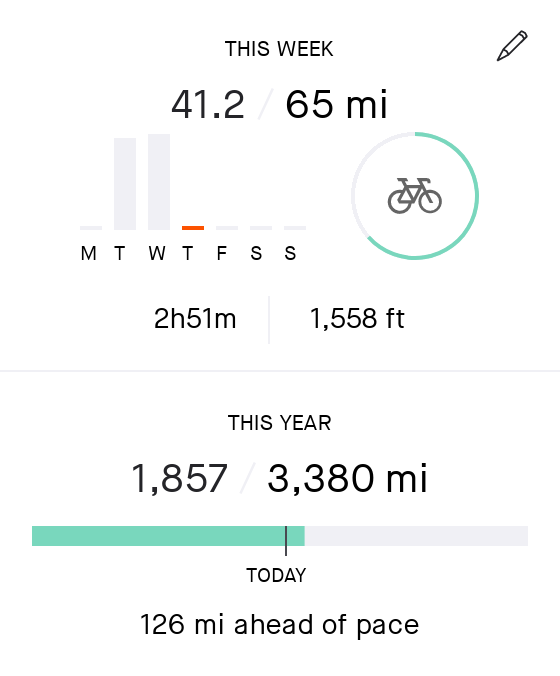 THIS WEEK
41.2 / 65 mi
M T W T F S S
2h51m 1,558 ft
THIS YEAR
1,857 / 3,380 mi
TODAY
126 mi ahead of pace